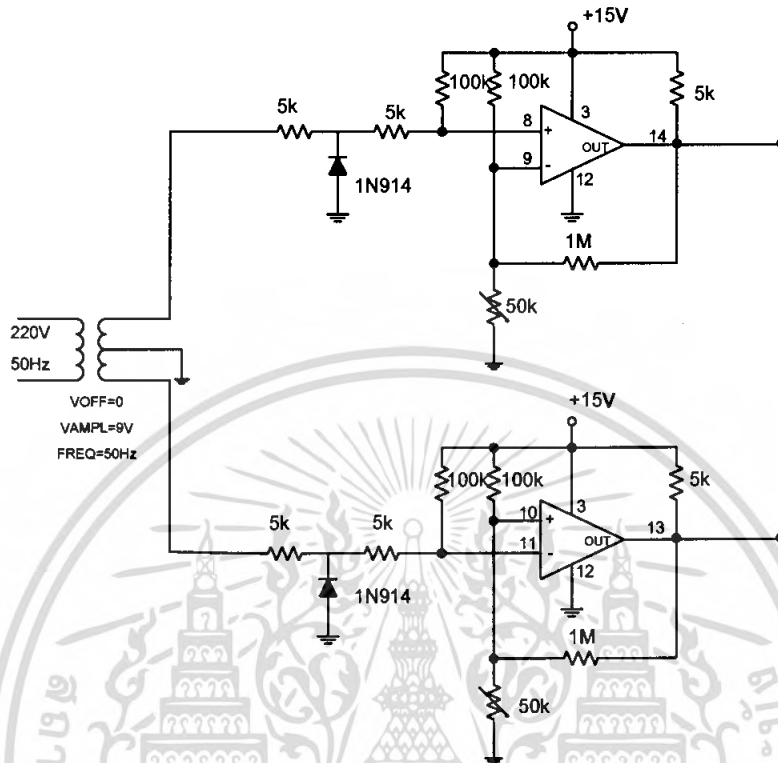 +15V
100k
100k
5k
5k
5k
8
+
3
OUT
14
9
-
12
1N914
1M
50k
220V
50Hz
VOFF=0
VAMPL=9V
FREQ=50Hz
+15V
100k
100k
5k
5k
5k
10
+
3
OUT
13
11
-
12
1N914
1M
50k